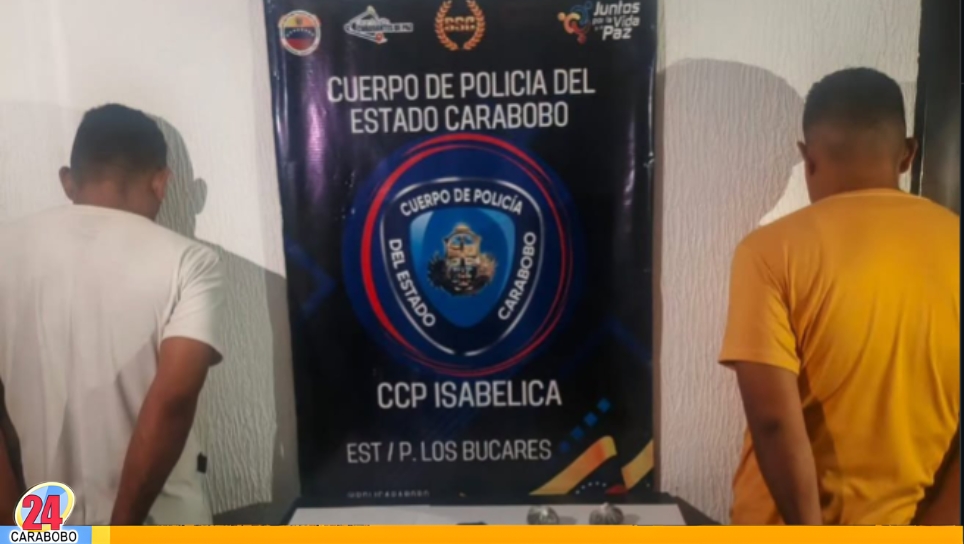 Juntos
por la Vida
Paz
CUERPO DE POLICIA DEL
ESTADO CARABOBO
CUERPO DE POLICÍA
DEL ESTADO
CARABOBO
CCP ISABELICA
EST / P. LOS BUCARES
24
CARABOBO